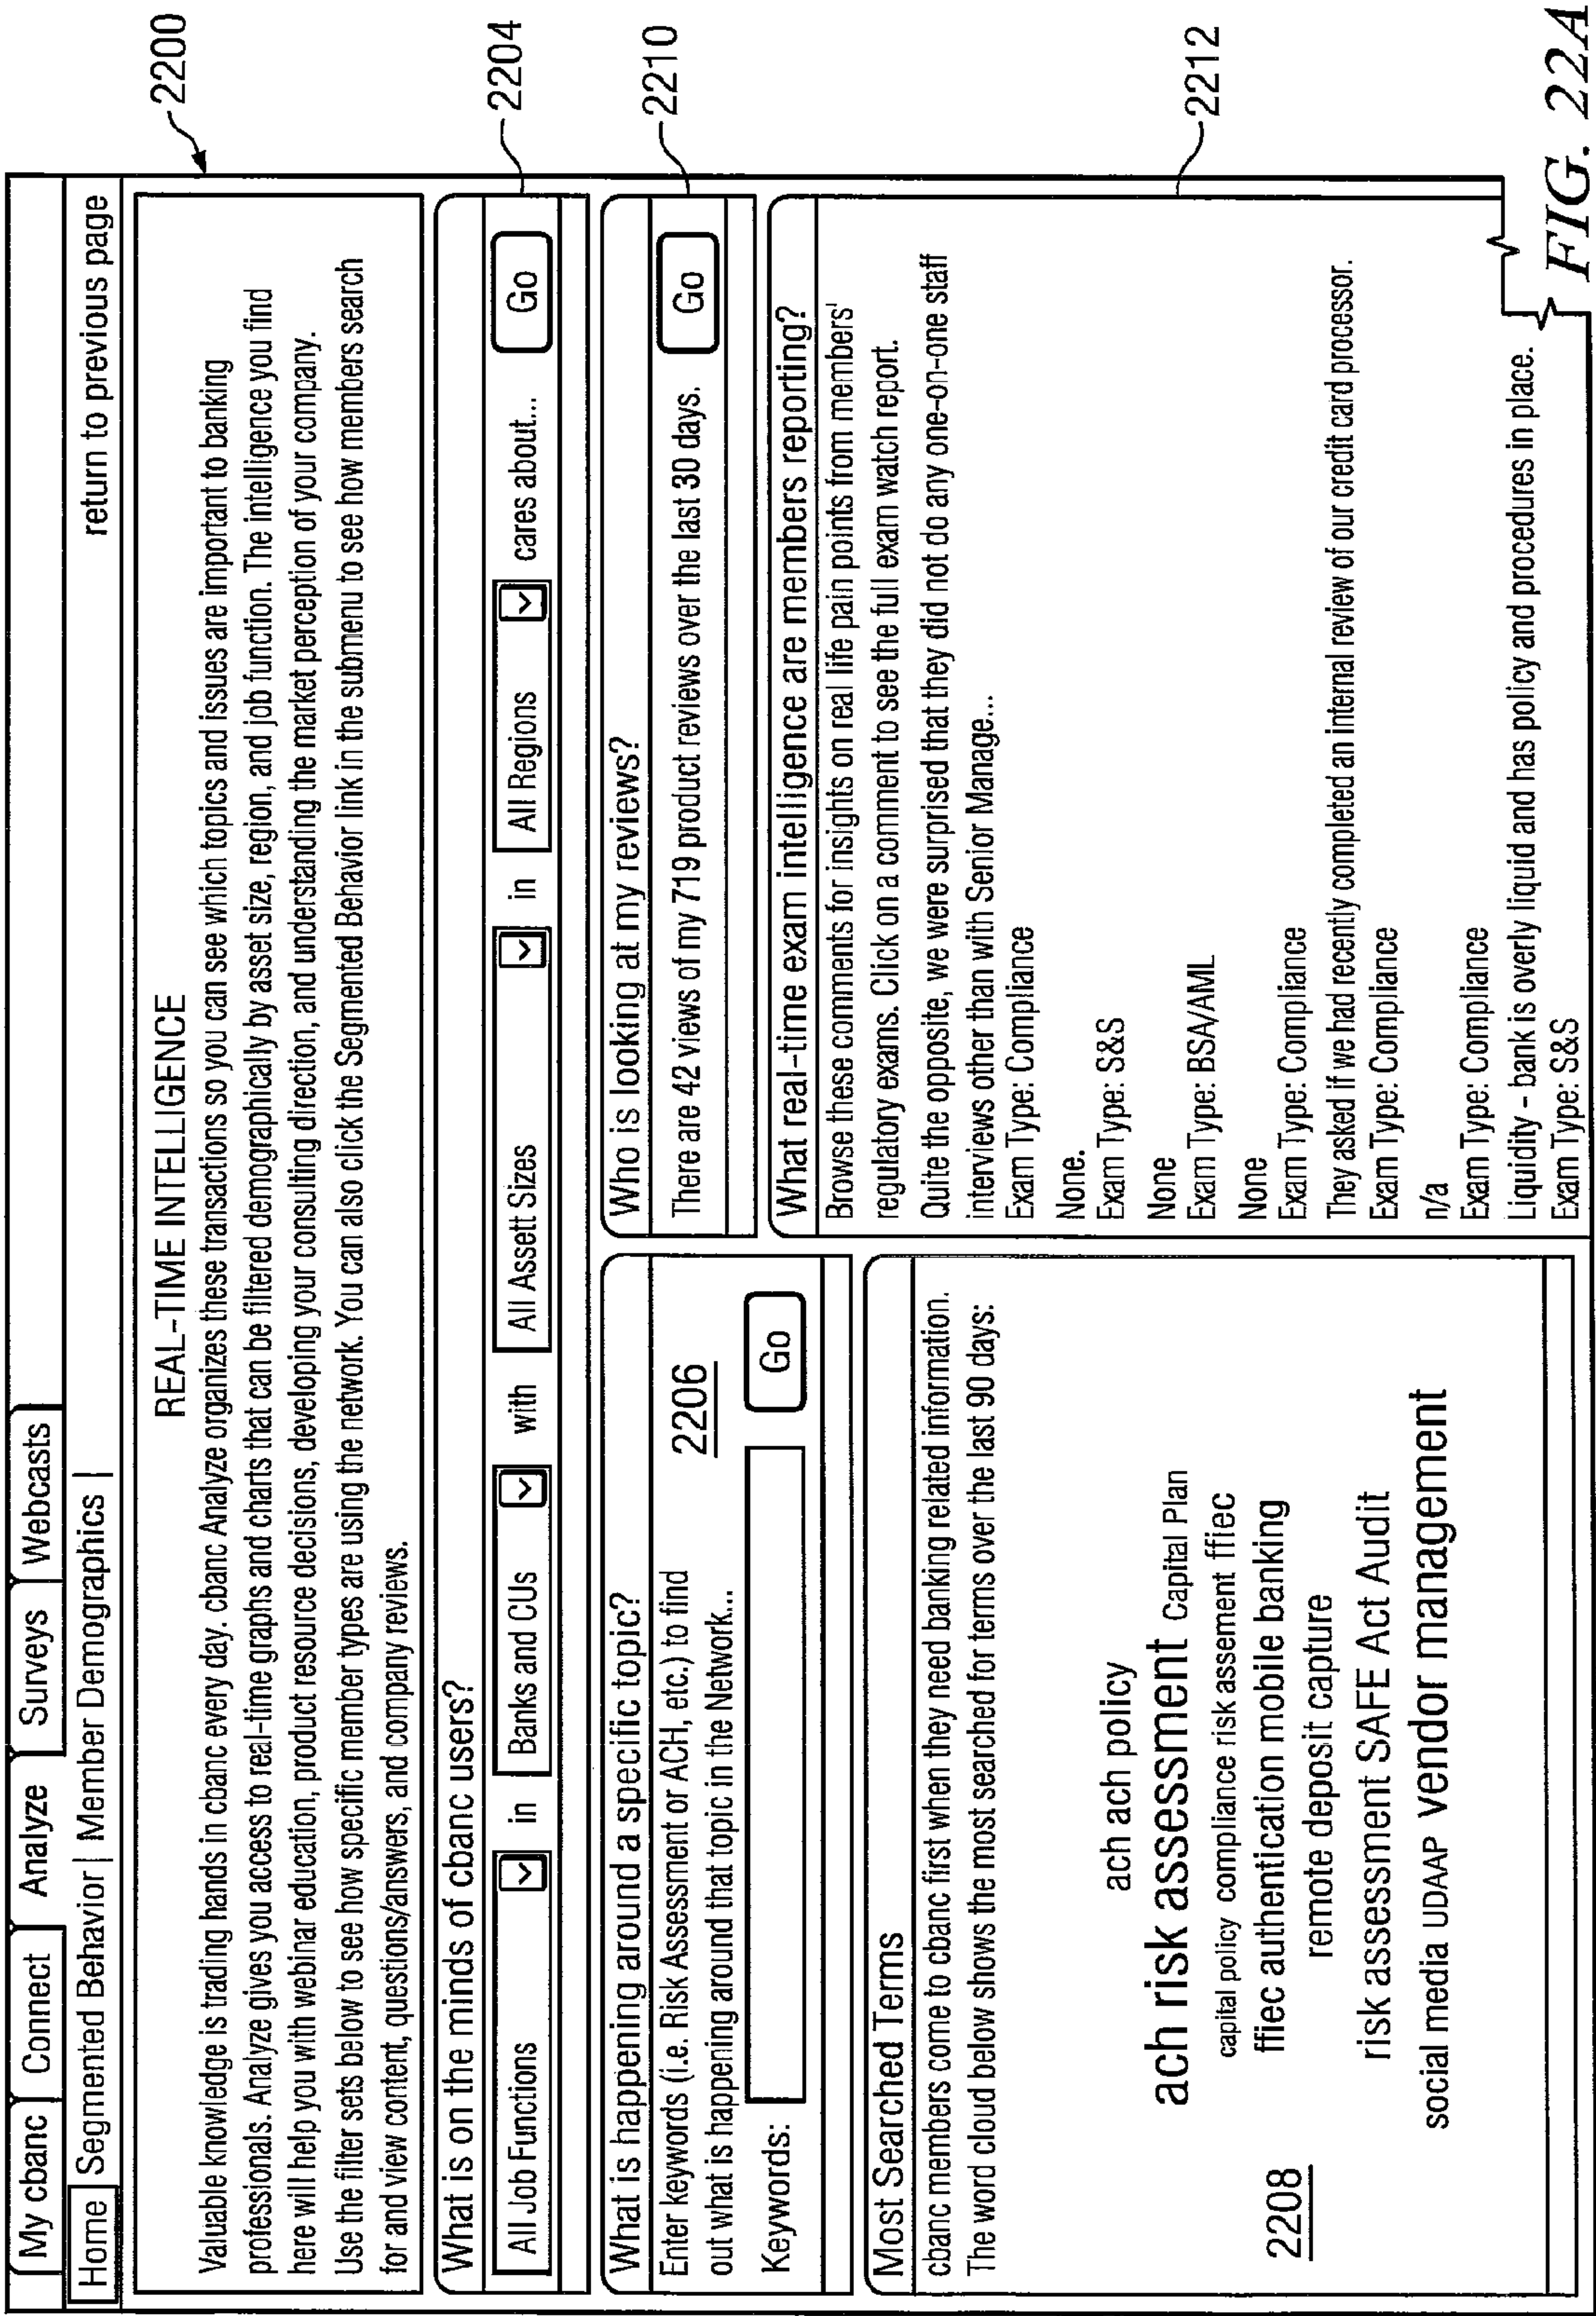 My cbanc Connect Analyze Surveys Webcasts
Home Segmented Behavior | Member Demographics | return to previous page
2200
REAL-TIME INTELLIGENCE
Valuable knowledge is trading hands in cbanc every day. cbanc Analyze organizes these transactions so you can see which topics and issues are important to banking
professionals. Analyze gives you access to real-time graphs and charts that can be filtered demographically by asset size, region, and job function. The intelligence you find
here will help you with webinar education, product resource decisions, developing your consulting direction, and understanding the market perception of your company.
Use the filter sets below to see how specific member types are using the network. You can also click the Segmented Behavior link in the submenu to see how members search
for and view content, questions/answers, and company reviews.
What is on the minds of cbanc users?
All Job Functions in Banks and CUs with All Assett Sizes in All Regions cares about... Go
2204
What is happening around a specific topic?
Enter keywords (i.e. Risk Assessment or ACH, etc.) to find
out what is happening around that topic in the Network...
2206
Keywords: Go
Who is looking at my reviews?
There are 42 views of my 719 product reviews over the last 30 days. Go
2210
Most Searched Terms
cbanc members come to cbanc first when they need banking related information.
The word cloud below shows the most searched for terms over the last 90 days:
ach ach policy
ach risk assessment Capital Plan
capital policy compliance risk assement ffiec
ffiec authentication mobile banking
remote deposit capture
risk assessment SAFE Act Audit
social media UDAAP vendor management
2208
What real-time exam intelligence are members reporting?
Browse these comments for insights on real life pain points from members'
regulatory exams. Click on a comment to see the full exam watch report.
Quite the opposite, we were surprised that they did not do any one-on-one staff
interviews other than with Senior Manage...
Exam Type: Compliance
None.
Exam Type: S&S
None
Exam Type: BSA/AML
None
Exam Type: Compliance
They asked if we had recently completed an internal review of our credit card processor.
Exam Type: Compliance
n/a
Exam Type: Compliance
Liquidity - bank is overly liquid and has policy and procedures in place.
Exam Type: S&S
2212
FIG. 22A